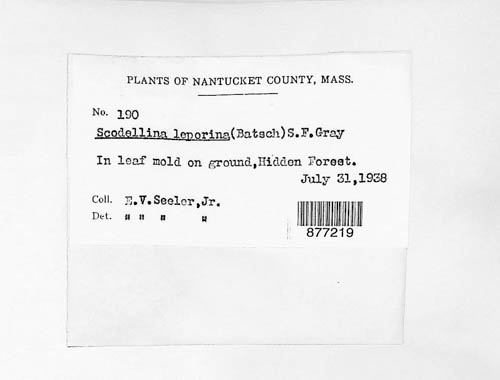 PLANTS OF NANTUCKET COUNTY, MASS.
No. 190
Scodellina leporina(Batsch)S.F.Gray
In leaf mold on ground,Hidden Forest.
July 31,1938
Coll. E.V.Seeler,Jr.
Det. " " " "
877219